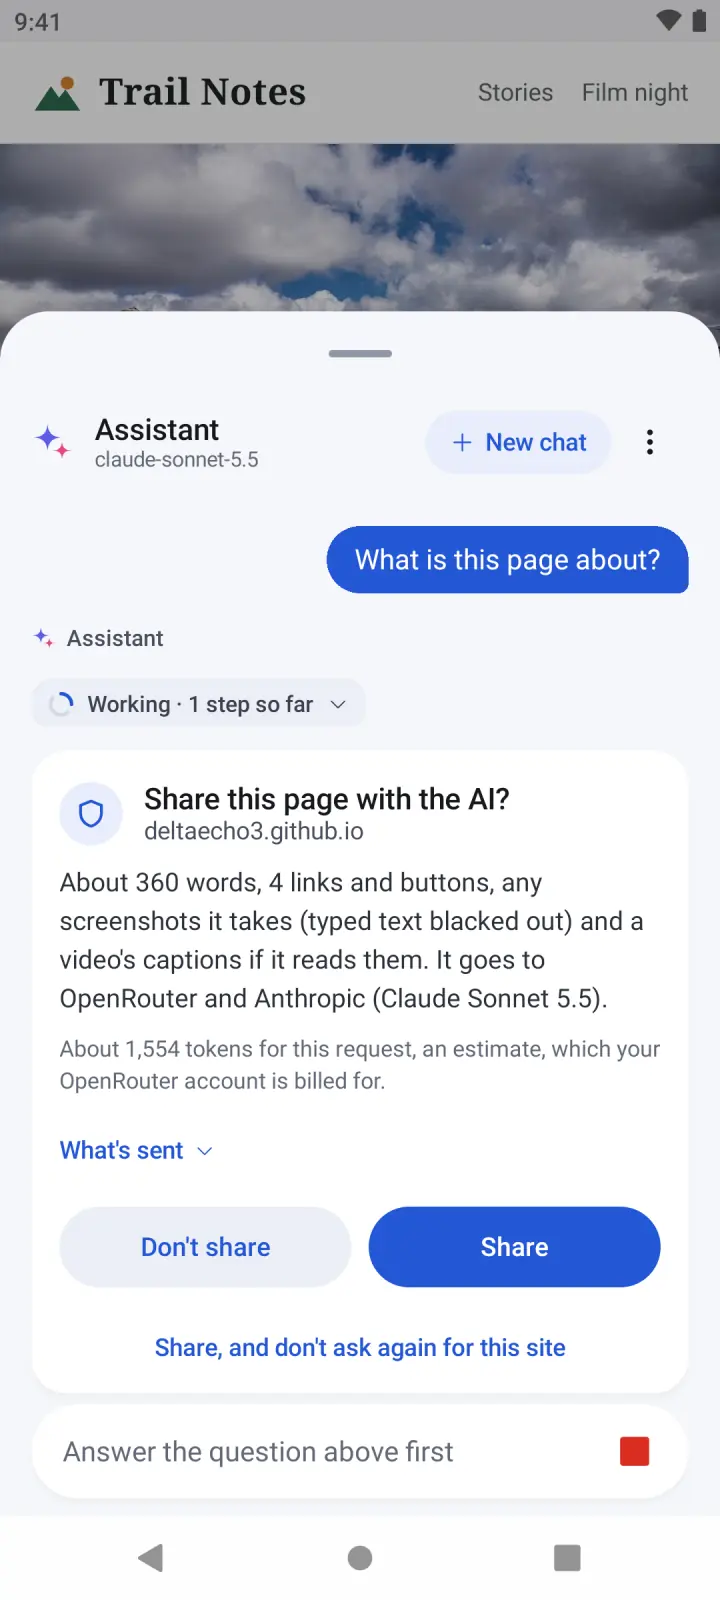 9:41
Trail Notes
Stories Film night
Assistant
claude-sonnet-5.5
+ New chat
What is this page about?
Assistant
Working · 1 step so far
Share this page with the AI?
deltaecho3.github.io
About 360 words, 4 links and buttons, any
screenshots it takes (typed text blacked out) and a
video's captions if it reads them. It goes to
OpenRouter and Anthropic (Claude Sonnet 5.5).
About 1,554 tokens for this request, an estimate, which your
OpenRouter account is billed for.
What's sent
Don't share
Share
Share, and don't ask again for this site
Answer the question above first